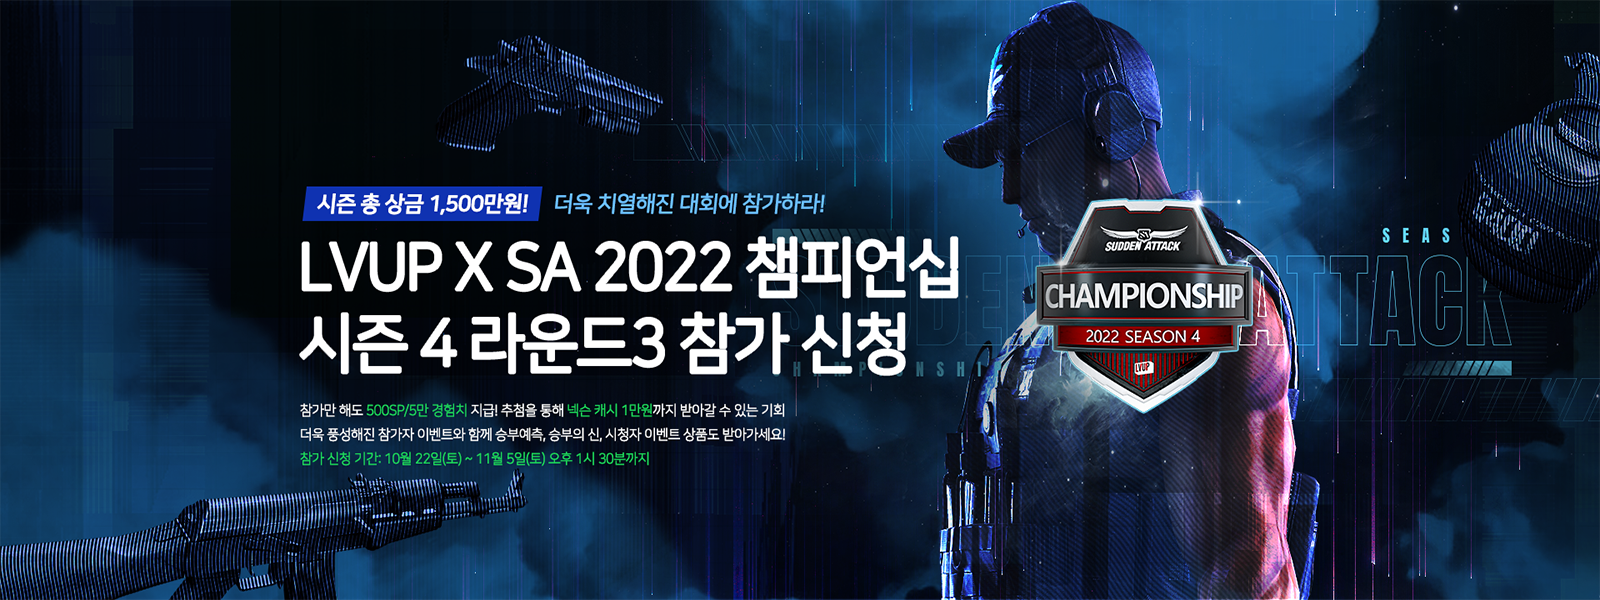 시즌 총 상금 1,500만원! 더욱 치열해진 대회에 참가하라!
LVUP X SA 2022 챔피언십
시즌 4 라운드3 참가 신청
참가만 해도 500SP/5만 경험치 지급! 추첨을 통해 넥슨 캐시 1만원까지 받아갈 수 있는 기회
더욱 풍성해진 참가자 이벤트와 함께 승부예측, 승부의 신, 시청자 이벤트 상품도 받아가세요!
참가 신청 기간: 10월 22일(토) ~ 11월 5일(토) 오후 1시 30분까지
SA
SUDDEN ATTACK
CHAMPIONSHIP
2022 SEASON 4
LVUP
SEAS
SUDDEN ATTACK
CHAMPIONSHIP